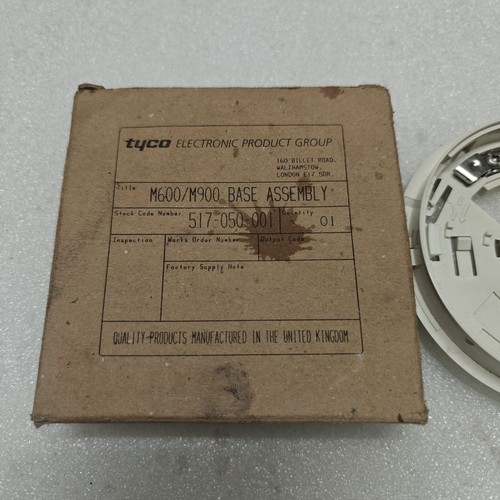 tyco ELECTRONIC PRODUCT GROUP
160 BILLET ROAD,
WALTHAMSTOW,
LONDON E17 5DR.
Title M600/M900 BASE ASSEMBLY
Stock Code Number 517-050-001 Quantity 01
Inspection Works Order Number Output Code
Factory Supply Note
QUALITY PRODUCTS MANUFACTURED IN THE UNITED KINGDOM